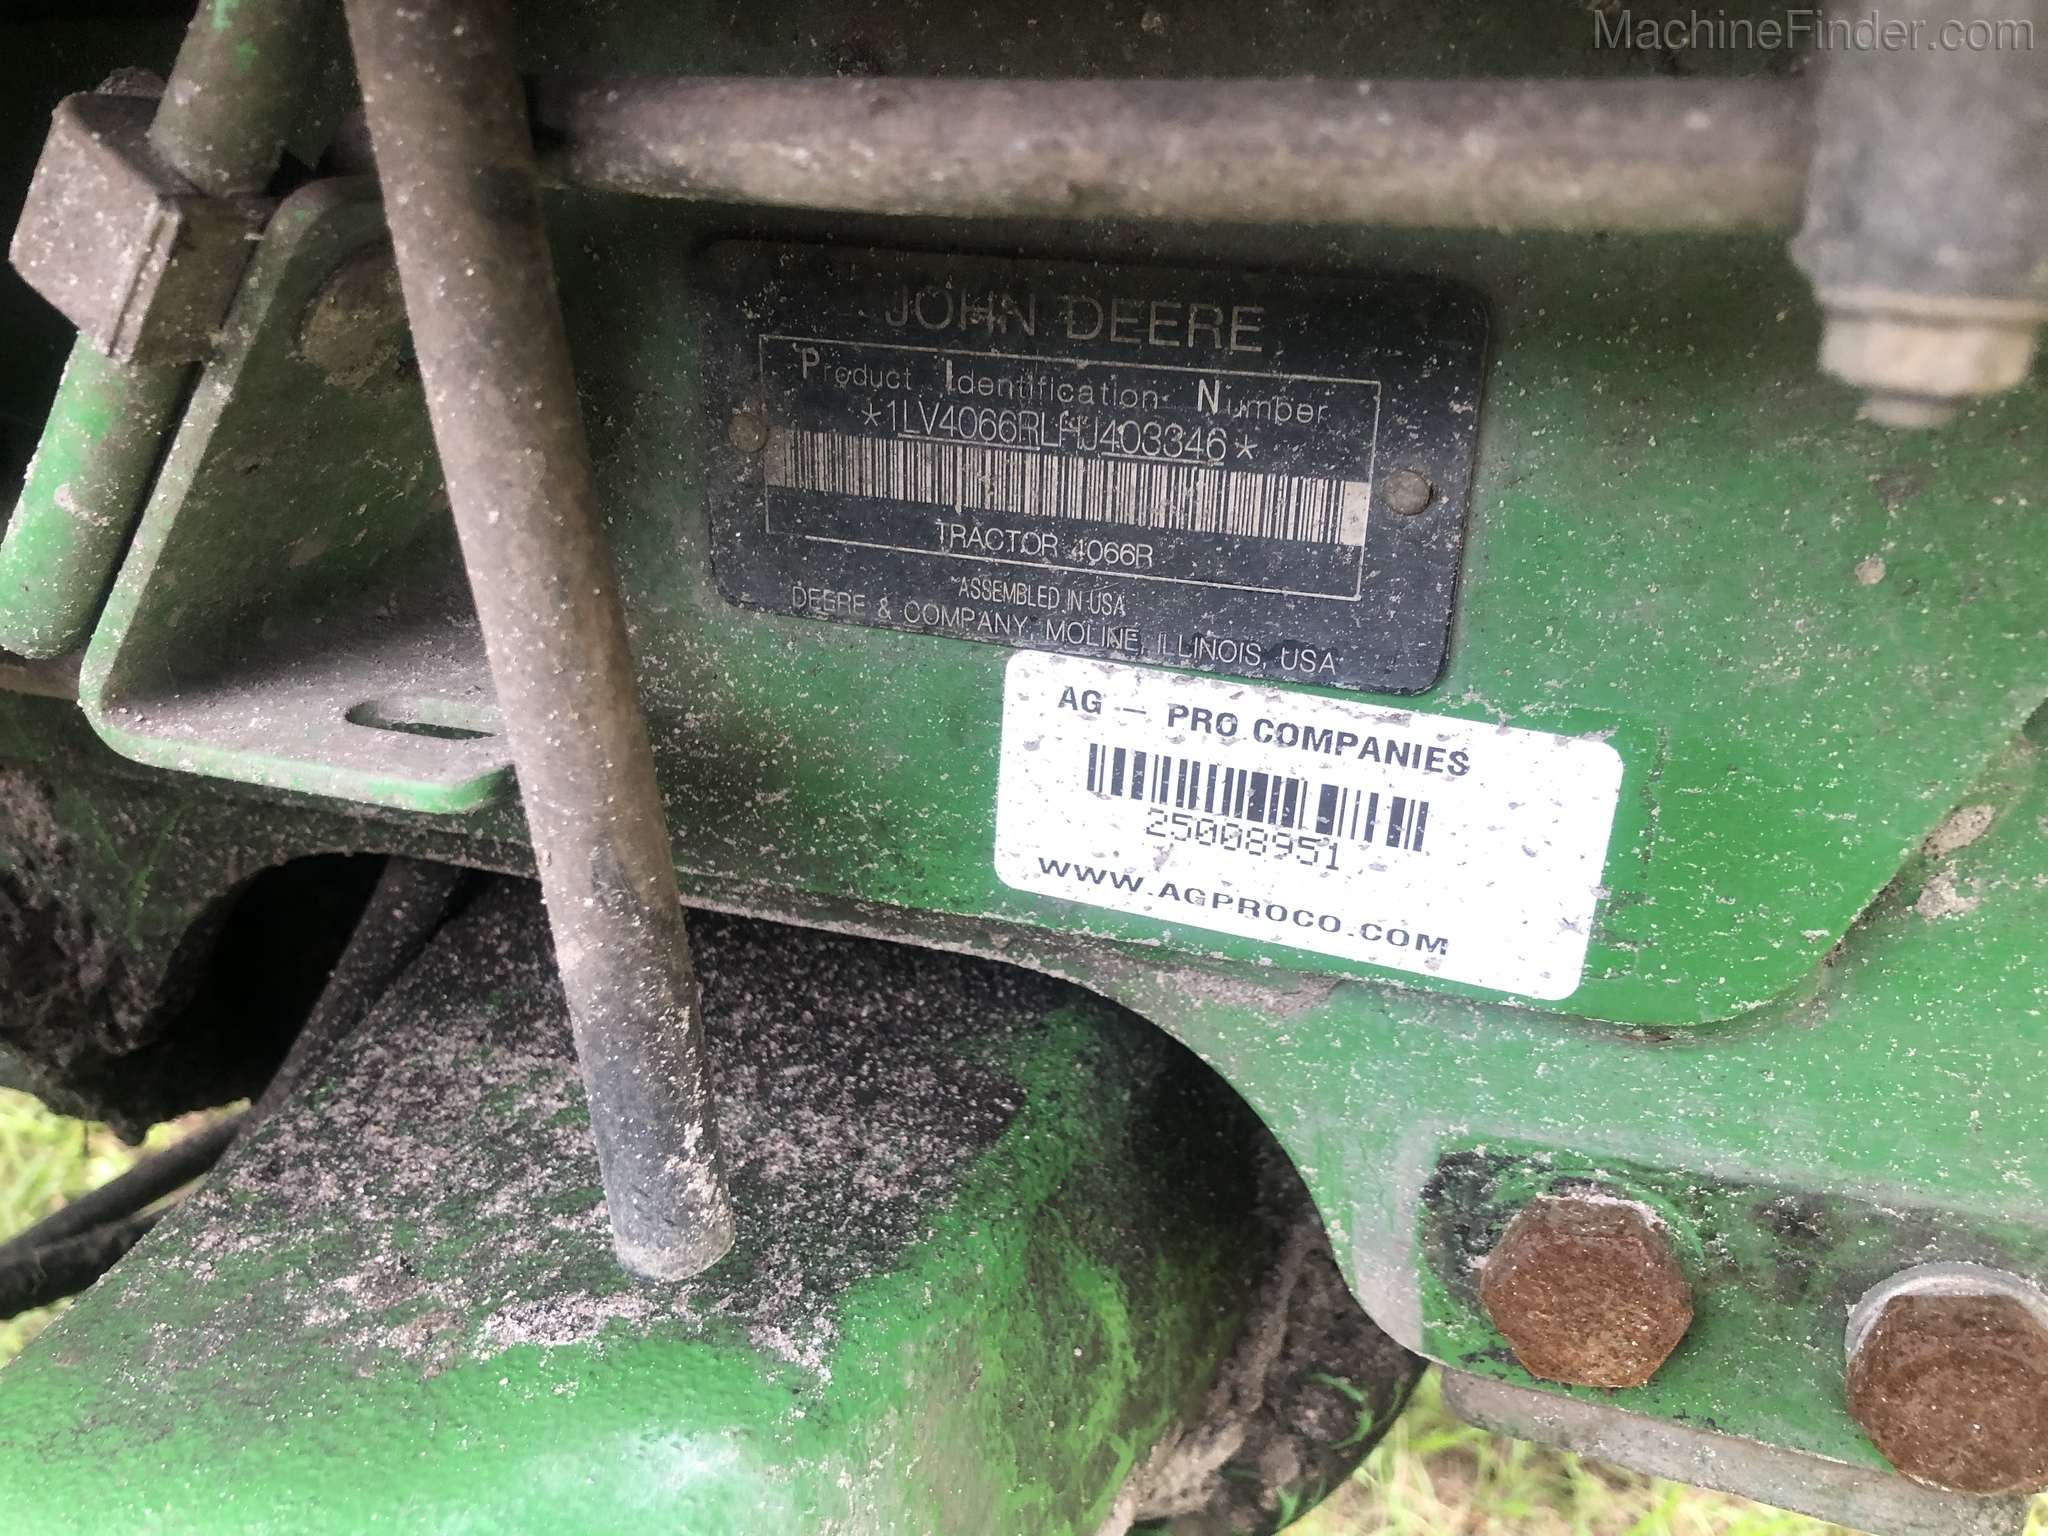 MachineFinder.com
JOHN DEERE
Product Identification Number
*1LV4066RLHJ403346*
TRACTOR 4066R
ASSEMBLED IN USA
DEERE & COMPANY, MOLINE, ILLINOIS, USA
AG - PRO COMPANIES
25008951
WWW.AGPROCO.COM